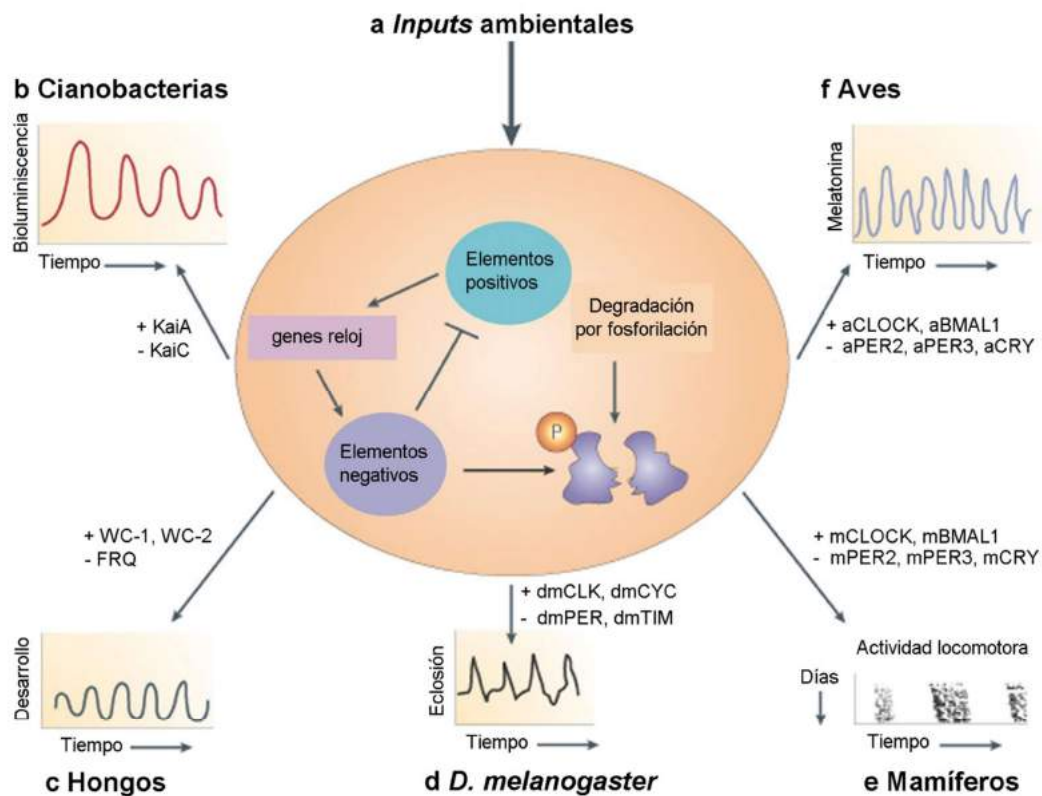 a Inputs ambientales
b Cianobacterias
Bioluminiscencia
Tiempo
+ KaiA
- KaiC
f Aves
Melatonina
Tiempo
+ aCLOCK, aBMAL1
- aPER2, aPER3, aCRY
Elementos
positivos
genes reloj
Degradación
por fosforilación
Elementos
negativos
P
+ WC-1, WC-2
- FRQ
Desarrollo
Tiempo
c Hongos
+ dmCLK, dmCYC
- dmPER, dmTIM
Eclosión
Tiempo
d D. melanogaster
+ mCLOCK, mBMAL1
- mPER2, mPER3, mCRY
Actividad locomotora
Días
Tiempo
e Mamíferos